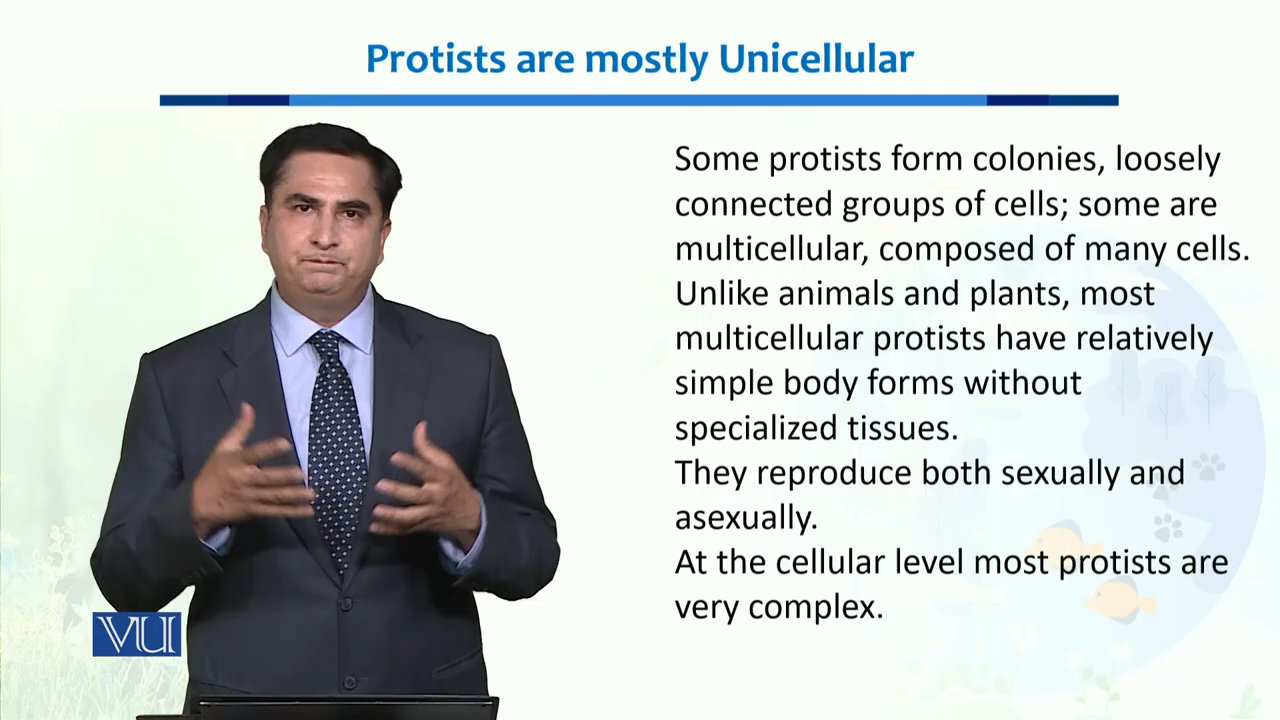 Protists are mostly Unicellular
Some protists form colonies, loosely
connected groups of cells; some are
multicellular, composed of many cells.
Unlike animals and plants, most
multicellular protists have relatively
simple body forms without
specialized tissues.
They reproduce both sexually and
asexually.
At the cellular level most protists are
very complex.
VU